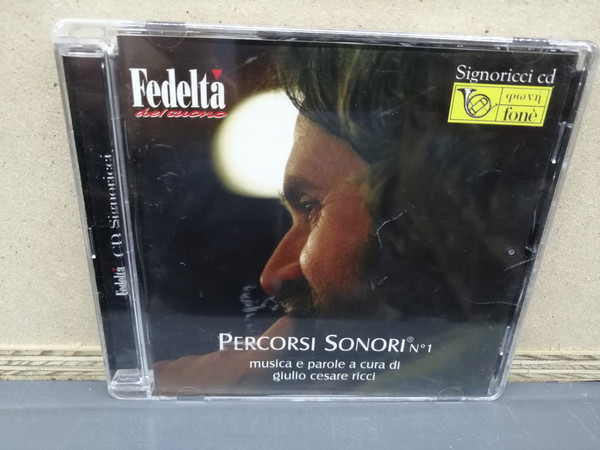 Fedeltà
del suono
Signoricci cd
φωνή
fonè
Fedeltà CD Signoricci
PERCORSI SONORI® N°1
musica e parole a cura di
giulio cesare ricci